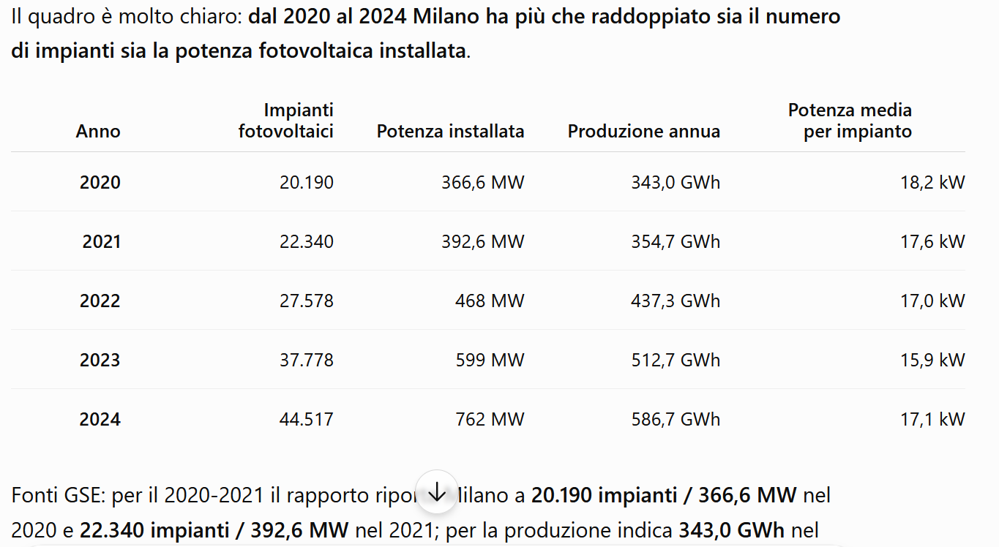 Il quadro è molto chiaro: dal 2020 al 2024 Milano ha più che raddoppiato sia il numero
di impianti sia la potenza fotovoltaica installata.
Anno Impianti fotovoltaici Potenza installata Produzione annua Potenza media per impianto
2020 20.190 366,6 MW 343,0 GWh 18,2 kW
2021 22.340 392,6 MW 354,7 GWh 17,6 kW
2022 27.578 468 MW 437,3 GWh 17,0 kW
2023 37.778 599 MW 512,7 GWh 15,9 kW
2024 44.517 762 MW 586,7 GWh 17,1 kW
Fonti GSE: per il 2020-2021 il rapporto Milano a 20.190 impianti / 366,6 MW nel
2020 e 22.340 impianti / 392,6 MW nel 2021; per la produzione indica 343,0 GWh nel